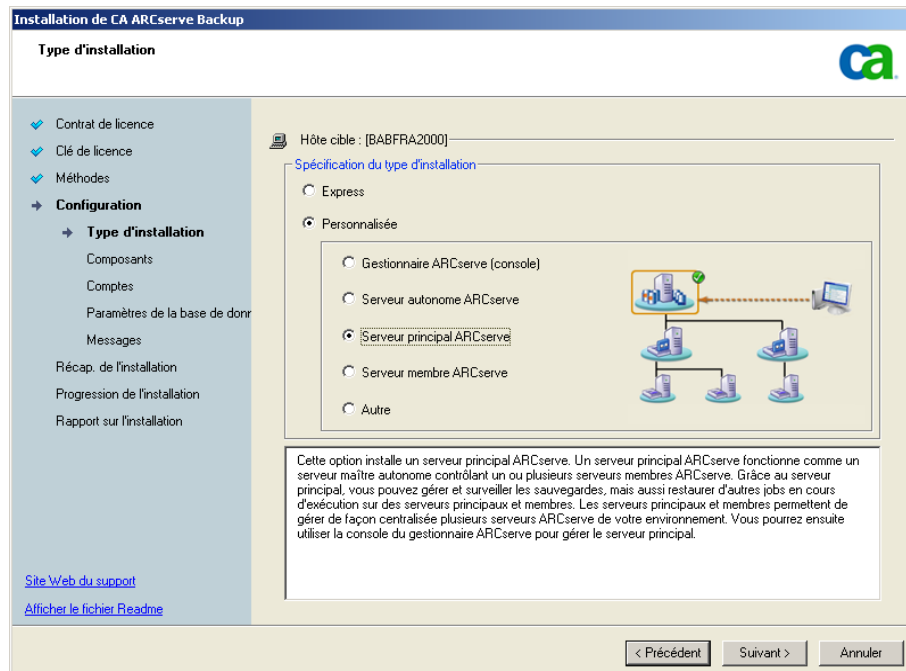 Installation de CA ARCserve Backup
Type d'installation
ca
Contrat de licence
Clé de licence
Méthodes
Configuration
Type d'installation
Composants
Comptes
Paramètres de la base de donr
Messages
Récap. de l'installation
Progression de l'installation
Rapport sur l'installation
Site Web du support
Afficher le fichier Readme
Hôte cible : [BABFRA2000]
Spécification du type d'installation
Express
Personnalisée
Gestionnaire ARCserve (console)
Serveur autonome ARCserve
Serveur principal ARCserve
Serveur membre ARCserve
Autre
Cette option installe un serveur principal ARCserve. Un serveur principal ARCserve fonctionne comme un
serveur maître autonome contrôlant un ou plusieurs serveurs membres ARCserve. Grâce au serveur
principal, vous pouvez gérer et surveiller les sauvegardes, mais aussi restaurer d'autres jobs en cours
d'exécution sur des serveurs principaux et membres. Les serveurs principaux et membres permettent de
gérer de façon centralisée plusieurs serveurs ARCserve de votre environnement. Vous pourrez ensuite
utiliser la console du gestionnaire ARCserve pour gérer le serveur principal.
< Précédent
Suivant >
Annuler